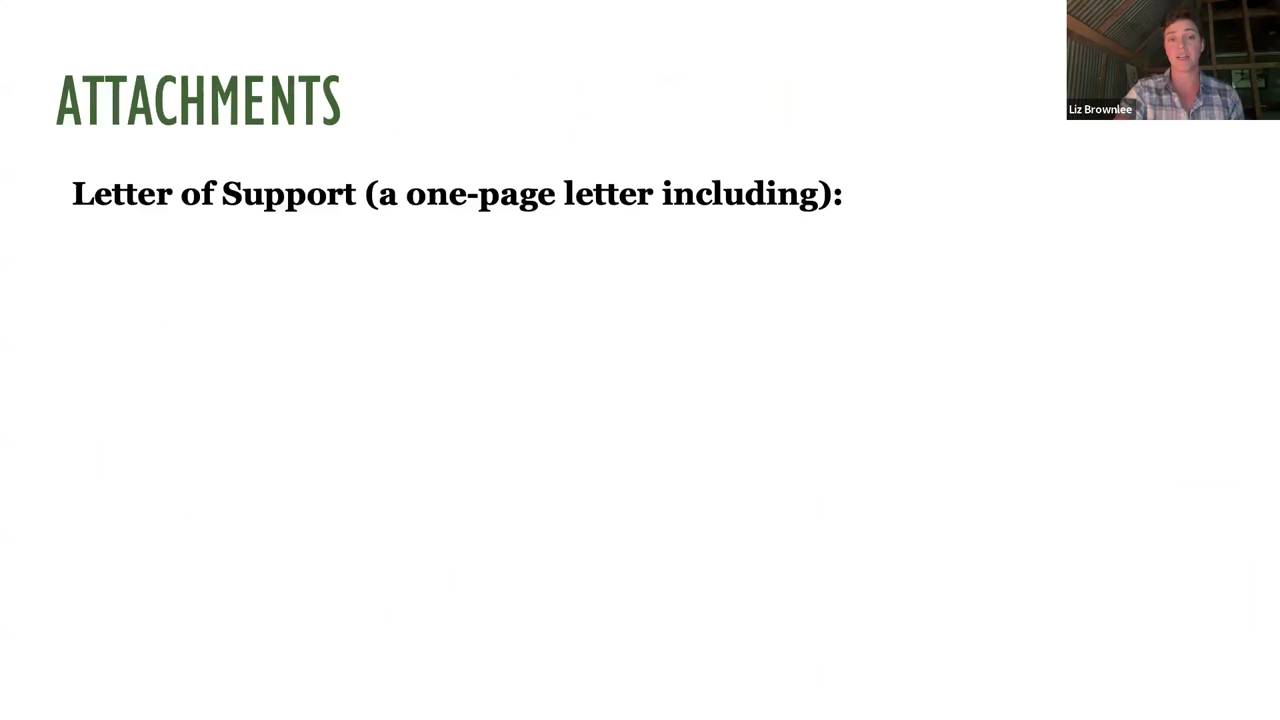 ATTACHMENTS
Liz Brownlee
Letter of Support (a one-page letter including):